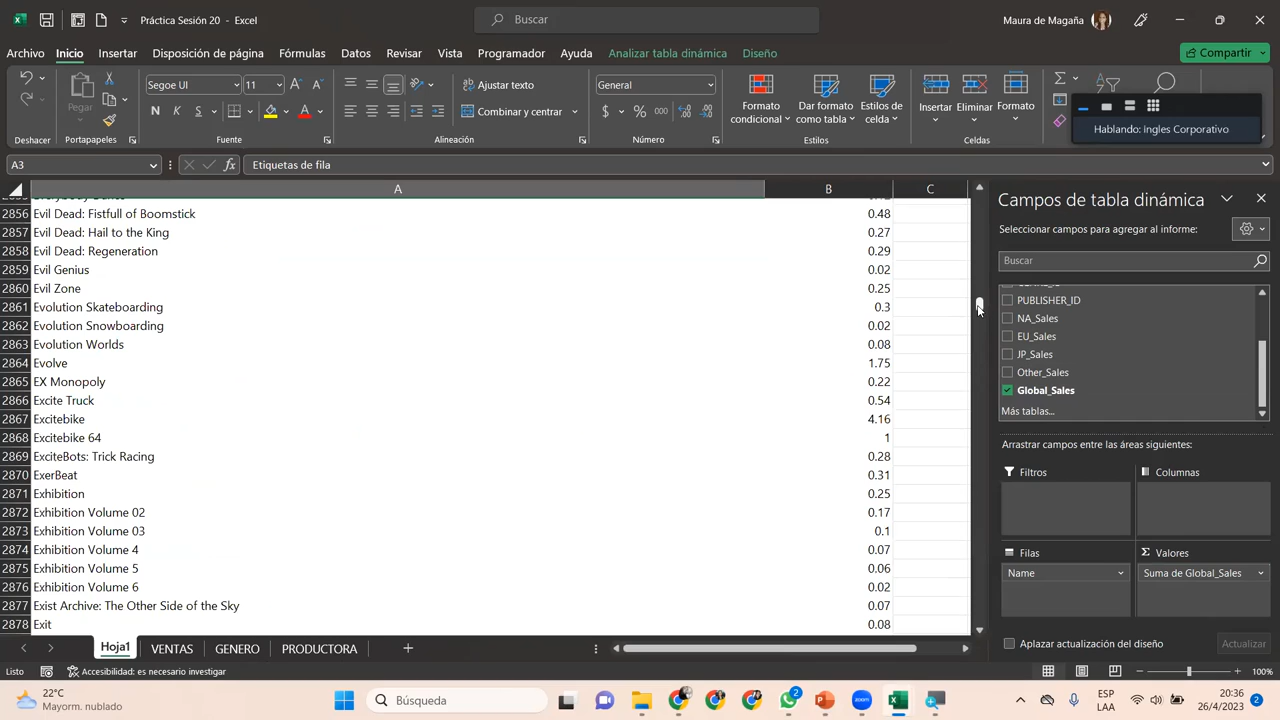 Práctica Sesión 20 - Excel
Buscar
Maura de Magaña
Archivo Inicio Insertar Disposición de página Fórmulas Datos Revisar Vista Programador Ayuda Analizar tabla dinámica Diseño
Compartir
Pegar
Segoe UI 11
N K S
Ajustar texto
Combinar y centrar
General
$ % 000
Formato condicional
Dar formato como tabla
Estilos de celda
Insertar
Eliminar
Formato
Hablando: Ingles Corporativo
Deshacer Portapapeles Fuente Alineación Número Estilos Celdas
A3 Etiquetas de fila
A B C
2856 Evil Dead: Fistfull of Boomstick 0.48
2857 Evil Dead: Hail to the King 0.27
2858 Evil Dead: Regeneration 0.29
2859 Evil Genius 0.02
2860 Evil Zone 0.25
2861 Evolution Skateboarding 0.3
2862 Evolution Snowboarding 0.02
2863 Evolution Worlds 0.08
2864 Evolve 1.75
2865 EX Monopoly 0.22
2866 Excite Truck 0.54
2867 Excitebike 4.16
2868 Excitebike 64 1
2869 ExciteBots: Trick Racing 0.28
2870 ExerBeat 0.31
2871 Exhibition 0.25
2872 Exhibition Volume 02 0.17
2873 Exhibition Volume 03 0.1
2874 Exhibition Volume 4 0.07
2875 Exhibition Volume 5 0.06
2876 Exhibition Volume 6 0.02
2877 Exist Archive: The Other Side of the Sky 0.07
2878 Exit 0.08
Campos de tabla dinámica
Seleccionar campos para agregar al informe:
Buscar
PUBLISHER_ID
NA_Sales
EU_Sales
JP_Sales
Other_Sales
Global_Sales
Más tablas...
Arrastrar campos entre las áreas siguientes:
Filtros
Columnas
Filas
Valores
Name
Suma de Global_Sales
Aplazar actualización del diseño
Actualizar
Hoja1 VENTAS GENERO PRODUCTORA
Listo
Accesibilidad: es necesario investigar
100%
22°C
Mayorm. nublado
Búsqueda
2
ESP
LAA
20:36
26/4/2023
2